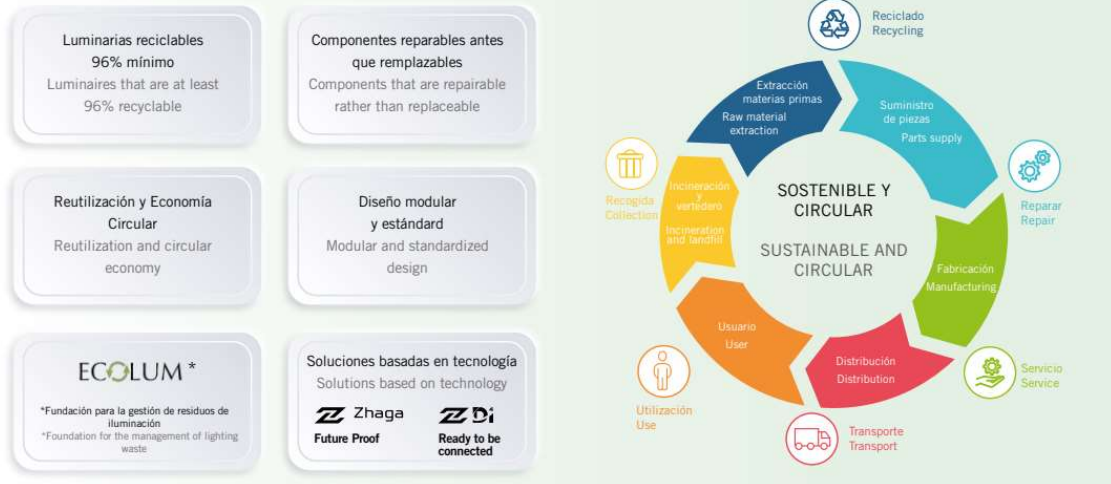 Luminarias reciclables
96% mínimo
Luminaires that are at least
96% recyclable
Componentes reparables antes
que remplazables
Components that are repairable
rather than replaceable
Reutilización y Economía
Circular
Reutilization and circular
economy
Diseño modular
y estándard
Modular and standardized
design
ECOLUM *
*Fundación para la gestión de residuos de
iluminación
*Foundation for the management of lighting
waste
Soluciones basadas en tecnología
Solutions based on technology
Zhaga
Future Proof
Di
Ready to be
connected
Reciclado
Recycling
Extracción
materias primas
Raw material
extraction
Suministro
de piezas
Parts supply
Reparar
Repair
Fabricación
Manufacturing
Servicio
Service
Distribución
Distribution
Transporte
Transport
Usuario
User
Utilización
Use
Incineración
y
vertedero
Incineration
and landfill
Recogida
Collection
SOSTENIBLE Y
CIRCULAR
SUSTAINABLE AND
CIRCULAR